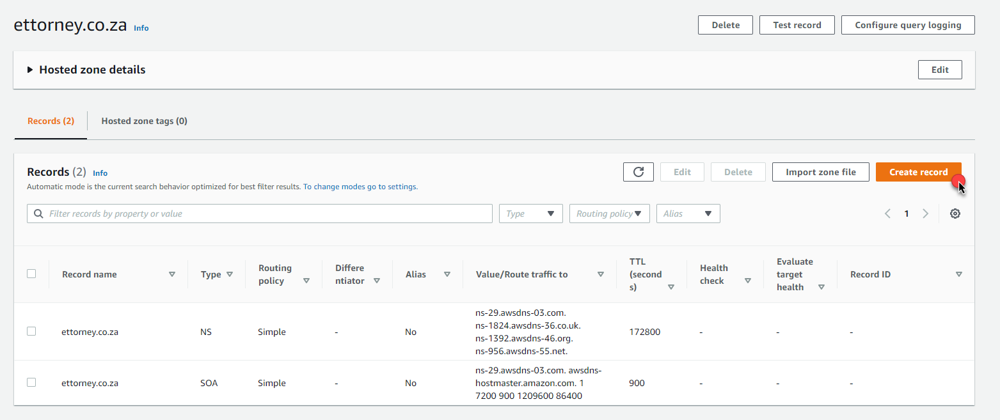 ettorney.co.za Info
Delete
Test record
Configure query logging
Hosted zone details
Edit
Records (2)
Hosted zone tags (0)
Records (2) Info
Automatic mode is the current search behavior optimized for best filter results. To change modes go to settings.
Edit
Delete
Import zone file
Create record
Filter records by property or value
Type
Routing policy
Alias
1
Record name
Type
Routing
policy
Differe
ntiator
Alias
Value/Route traffic to
TTL
(second
s)
Health
check
Evaluate
target
health
Record ID
ettorney.co.za
NS
Simple
-
No
ns-29.awsdns-03.com.
ns-1824.awsdns-36.co.uk.
ns-1392.awsdns-46.org.
ns-956.awsdns-55.net.
172800
-
-
-
ettorney.co.za
SOA
Simple
-
No
ns-29.awsdns-03.com. awsdns-
hostmaster.amazon.com. 1
7200 900 1209600 86400
900
-
-
-